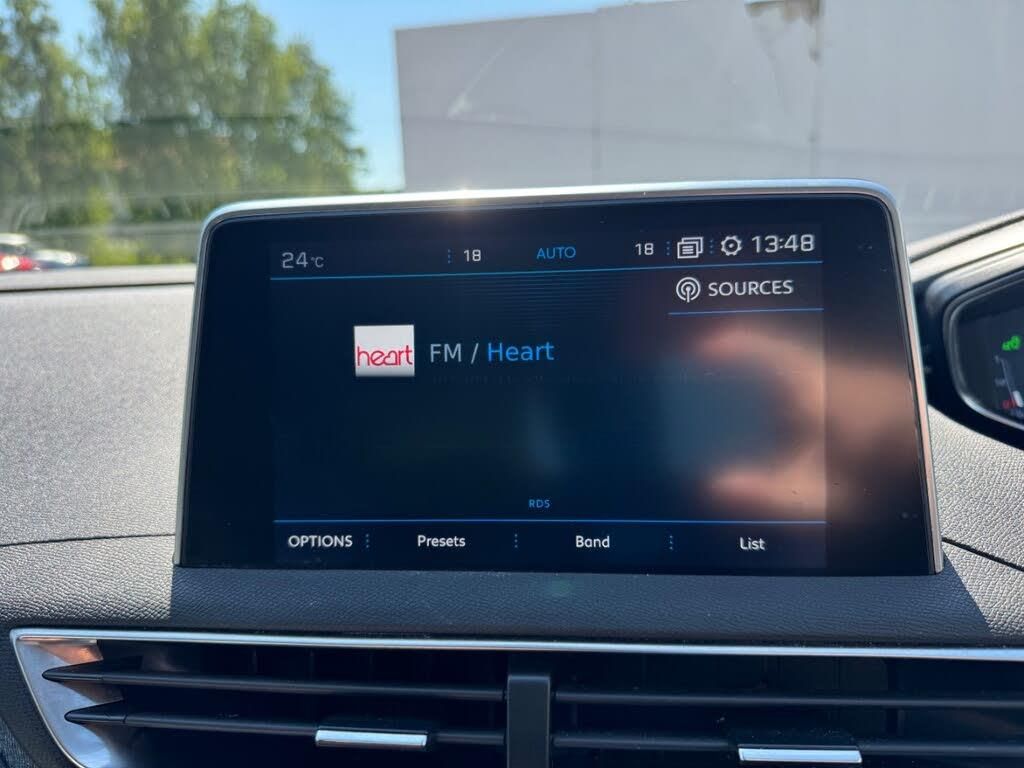 24°C 18 AUTO 18 13:48
SOURCES
heart FM / Heart
RDS
OPTIONS Presets Band List